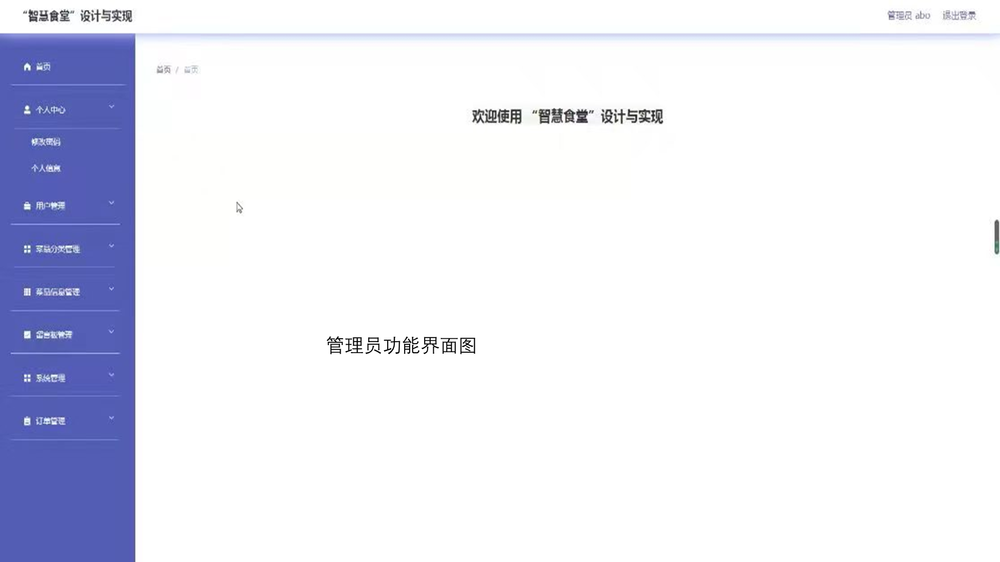 “智慧食堂”设计与实现
管理员 abo 退出登录
首页
首页 / 首页
个人中心
欢迎使用 “智慧食堂”设计与实现
修改密码
个人信息
用户管理
菜品分类管理
菜品信息管理
留言板管理
管理员功能界面图
系统管理
订单管理